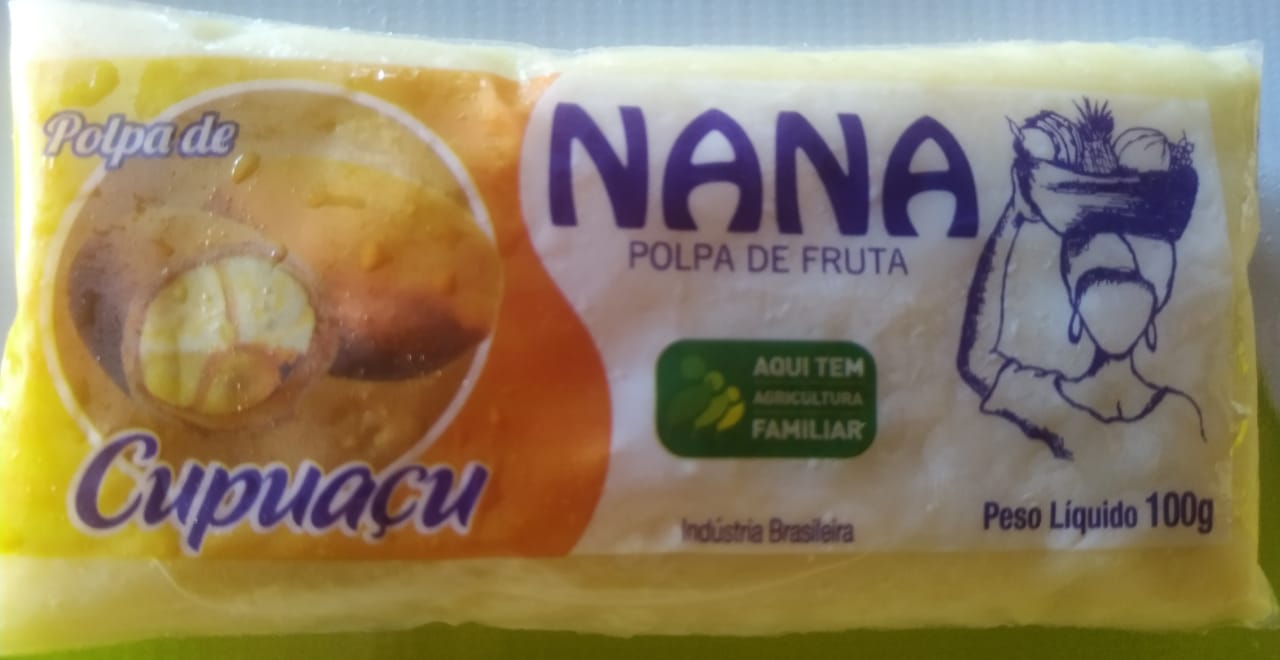 Polpa de
Cupuaçu
NANA
POLPA DE FRUTA
AQUI TEM
AGRICULTURA
FAMILIAR
Indústria Brasileira
Peso Líquido 100g